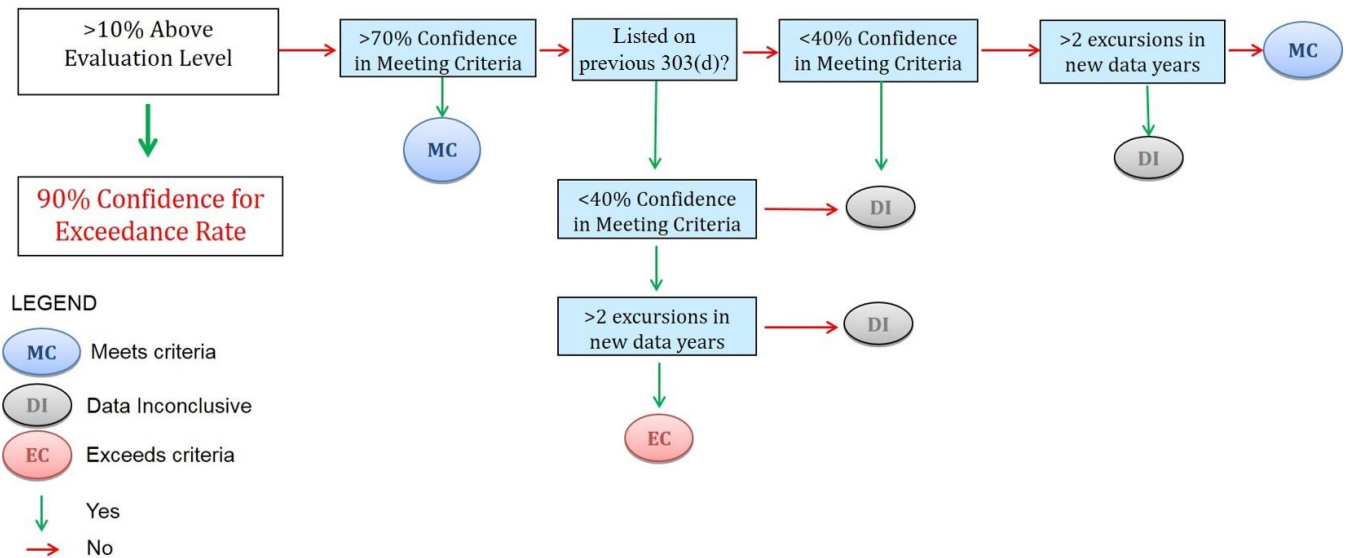 >10% Above
Evaluation Level
>70% Confidence
in Meeting Criteria
Listed on
previous 303(d)?
<40% Confidence
in Meeting Criteria
>2 excursions in
new data years
MC
MC
DI
90% Confidence for
Exceedance Rate
<40% Confidence
in Meeting Criteria
DI
DI
>2 excursions in
new data years
DI
EC
LEGEND
MC Meets criteria
DI Data Inconclusive
EC Exceeds criteria
Yes
No